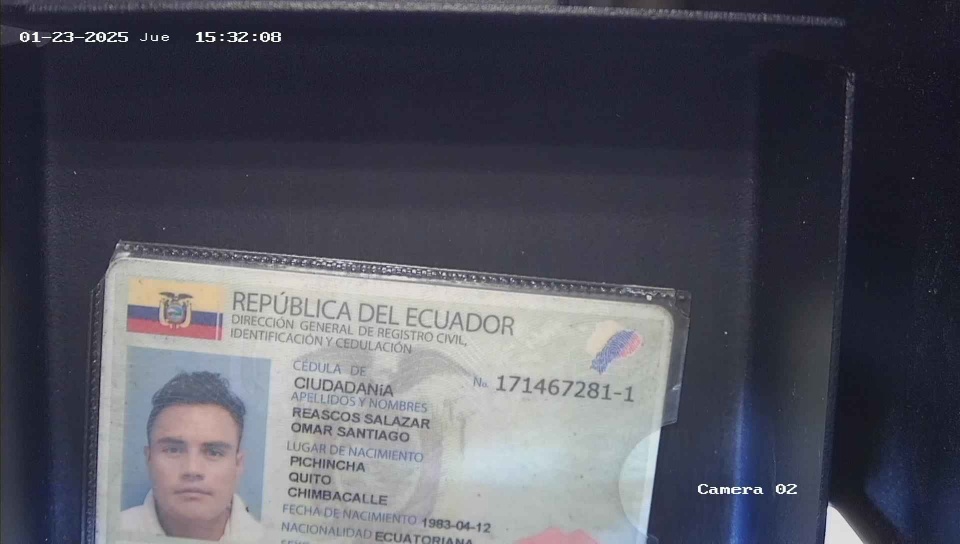 01-23-2025 Jue 15:32:08
REPÚBLICA DEL ECUADOR
DIRECCIÓN GENERAL DE REGISTRO CIVIL,
IDENTIFICACIÓN Y CEDULACIÓN
CÉDULA DE
CIUDADANíA
No. 171467281-1
APELLIDOS Y NOMBRES
REASCOS SALAZAR
OMAR SANTIAGO
LUGAR DE NACIMIENTO
PICHINCHA
QUITO
CHIMBACALLE
FECHA DE NACIMIENTO 1983-04-12
NACIONALIDAD ECUATORIANA
Camera 02